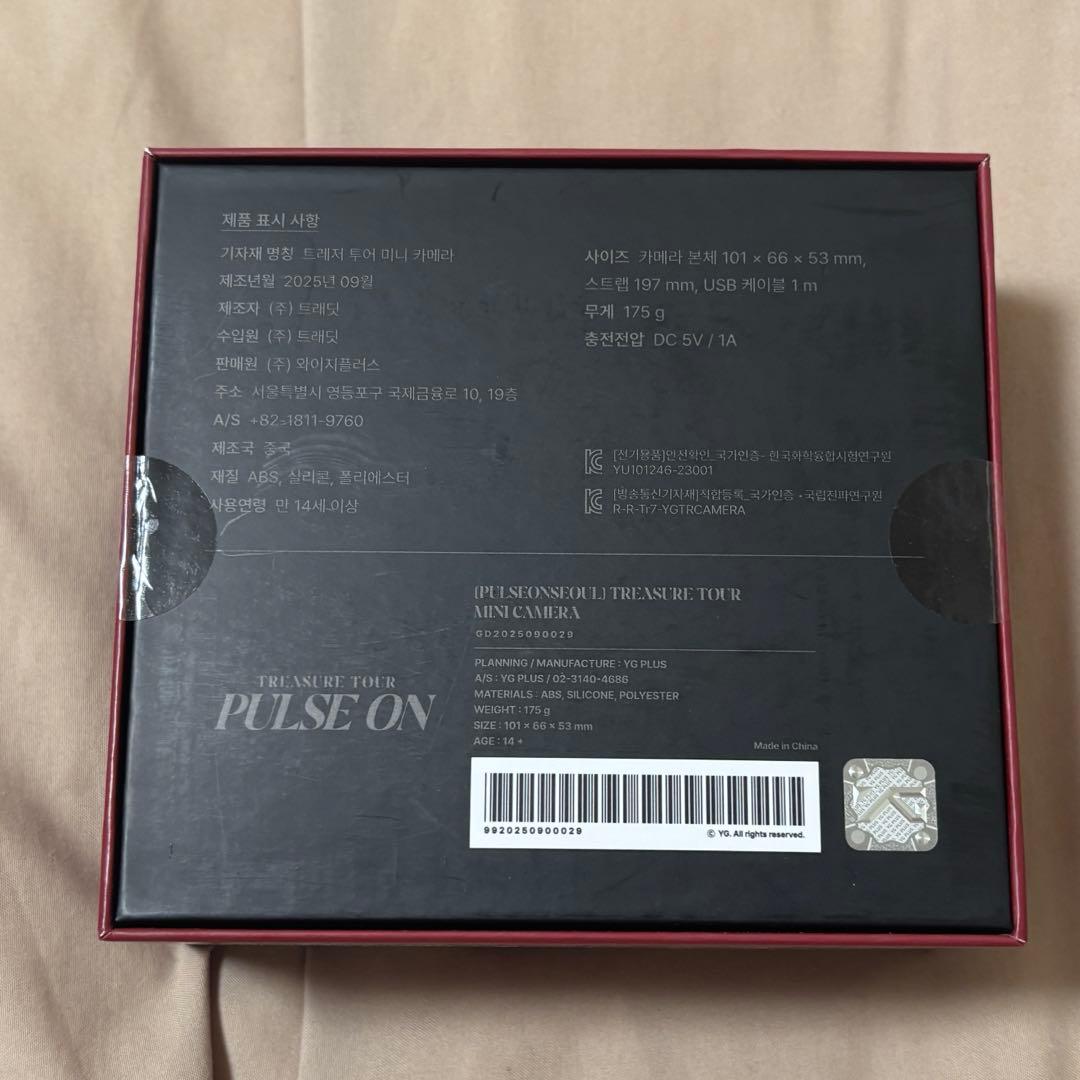 제품 표시 사항
기자재 명칭 트레저 투어 미니 카메라
제조년월 2025년 09월
제조자 (주) 트래딧
수입원 (주) 트래딧
판매원 (주) 와이지플러스
주소 서울특별시 영등포구 국제금융로 10, 19층
A/S +82-1811-9760
제조국 중국
재질 ABS, 실리콘, 폴리에스터
사용연령 만 14세 이상
사이즈 카메라 본체 101 × 66 × 53 mm,
스트랩 197 mm, USB 케이블 1 m
무게 175 g
충전전압 DC 5V / 1A
[전기용품]안전확인_국가인증- 한국화학융합시험연구원
YU101246-23001
[방송통신기자재]적합등록_국가인증 - 국립전파연구원
R-R-Tr7-YGTRCAMERA
[PULSEONSEOUL] TREASURE TOUR
MINI CAMERA
GD2025090029
PLANNING / MANUFACTURE : YG PLUS
A/S : YG PLUS / 02-3140-4686
MATERIALS : ABS, SILICONE, POLYESTER
WEIGHT : 175 g
SIZE : 101 × 66 × 53 mm
AGE : 14 +
Made in China
TREASURE TOUR
PULSE ON
9920250900029
© YG. All rights reserved.